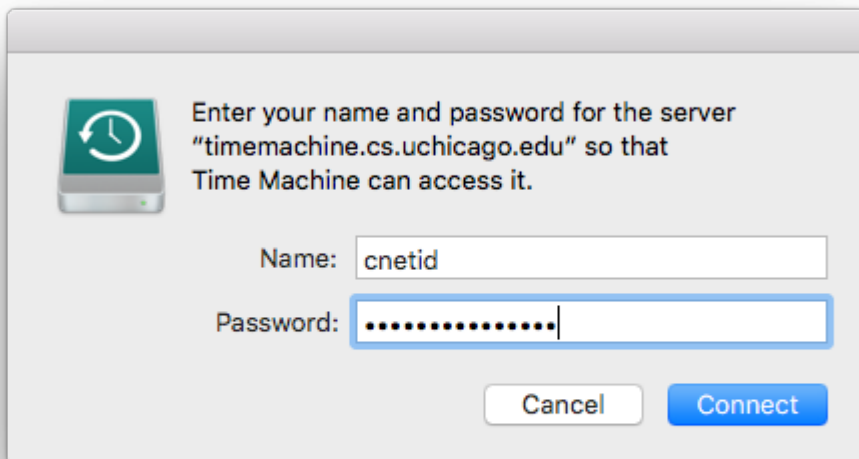 Enter your name and password for the server
“timemachine.cs.uchicago.edu” so that
Time Machine can access it.
Name: cnetid
Password: •••••••••••••••
Cancel Connect